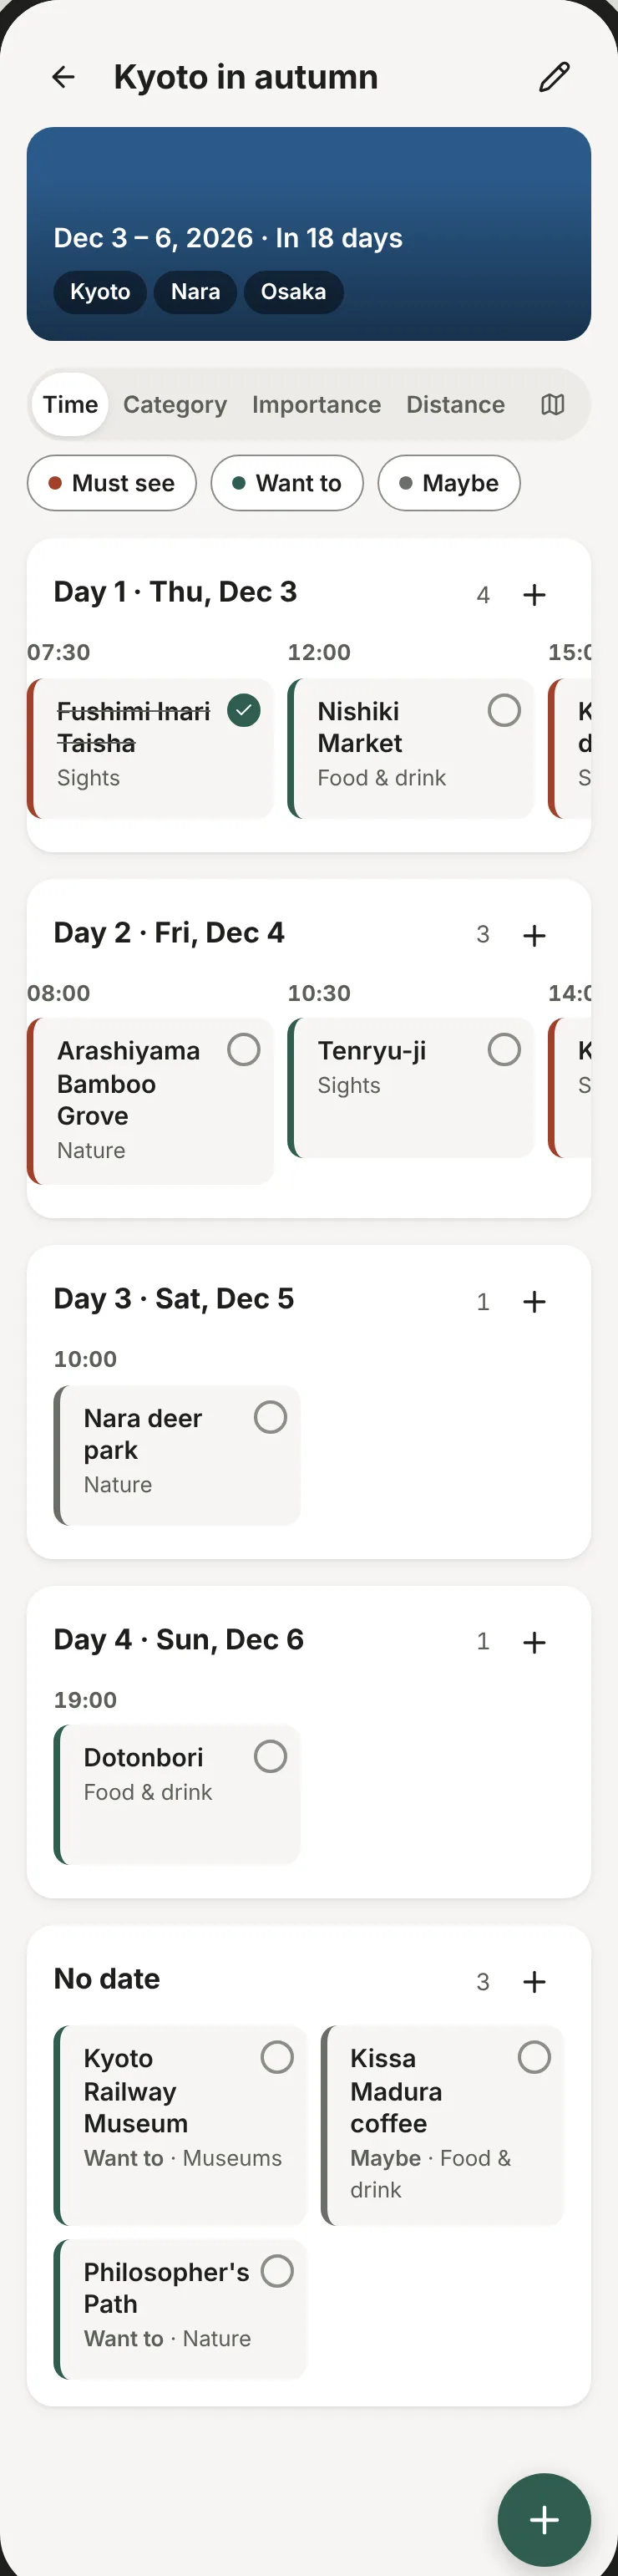 Kyoto in autumn
Dec 3 – 6, 2026 · In 18 days
Kyoto Nara Osaka
Time Category Importance Distance
Must see Want to Maybe
Day 1 · Thu, Dec 3 4
07:30 12:00
Fushimi Inari
Taisha
Sights
Nishiki
Market
Food & drink
Day 2 · Fri, Dec 4 3
08:00 10:30
Arashiyama
Bamboo
Grove
Nature
Tenryu-ji
Sights
Day 3 · Sat, Dec 5 1
10:00
Nara deer
park
Nature
Day 4 · Sun, Dec 6 1
19:00
Dotonbori
Food & drink
No date 3
Kyoto
Railway
Museum
Want to · Museums
Kissa
Madura
coffee
Maybe · Food &
drink
Philosopher's
Path
Want to · Nature